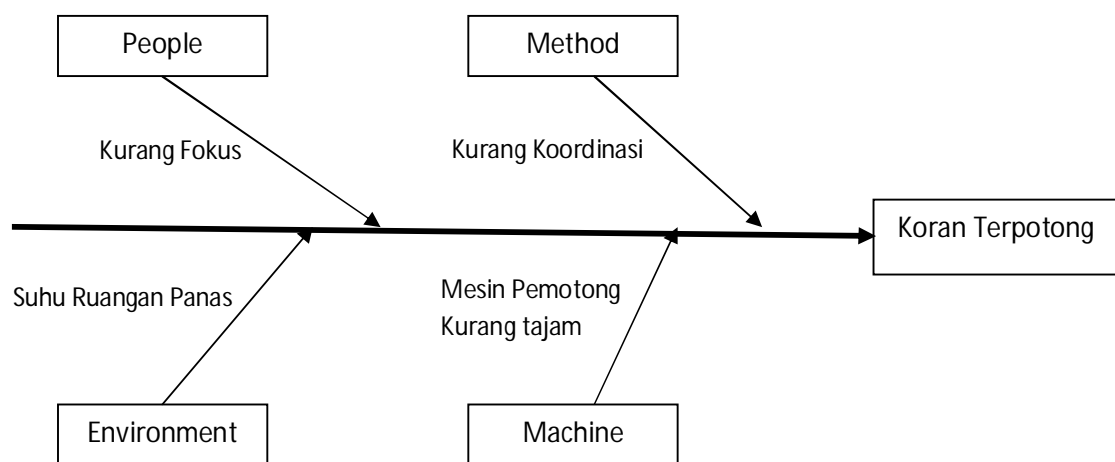 People
Method
Kurang Fokus
Kurang Koordinasi
Koran Terpotong
Suhu Ruangan Panas
Mesin Pemotong
Kurang tajam
Environment
Machine